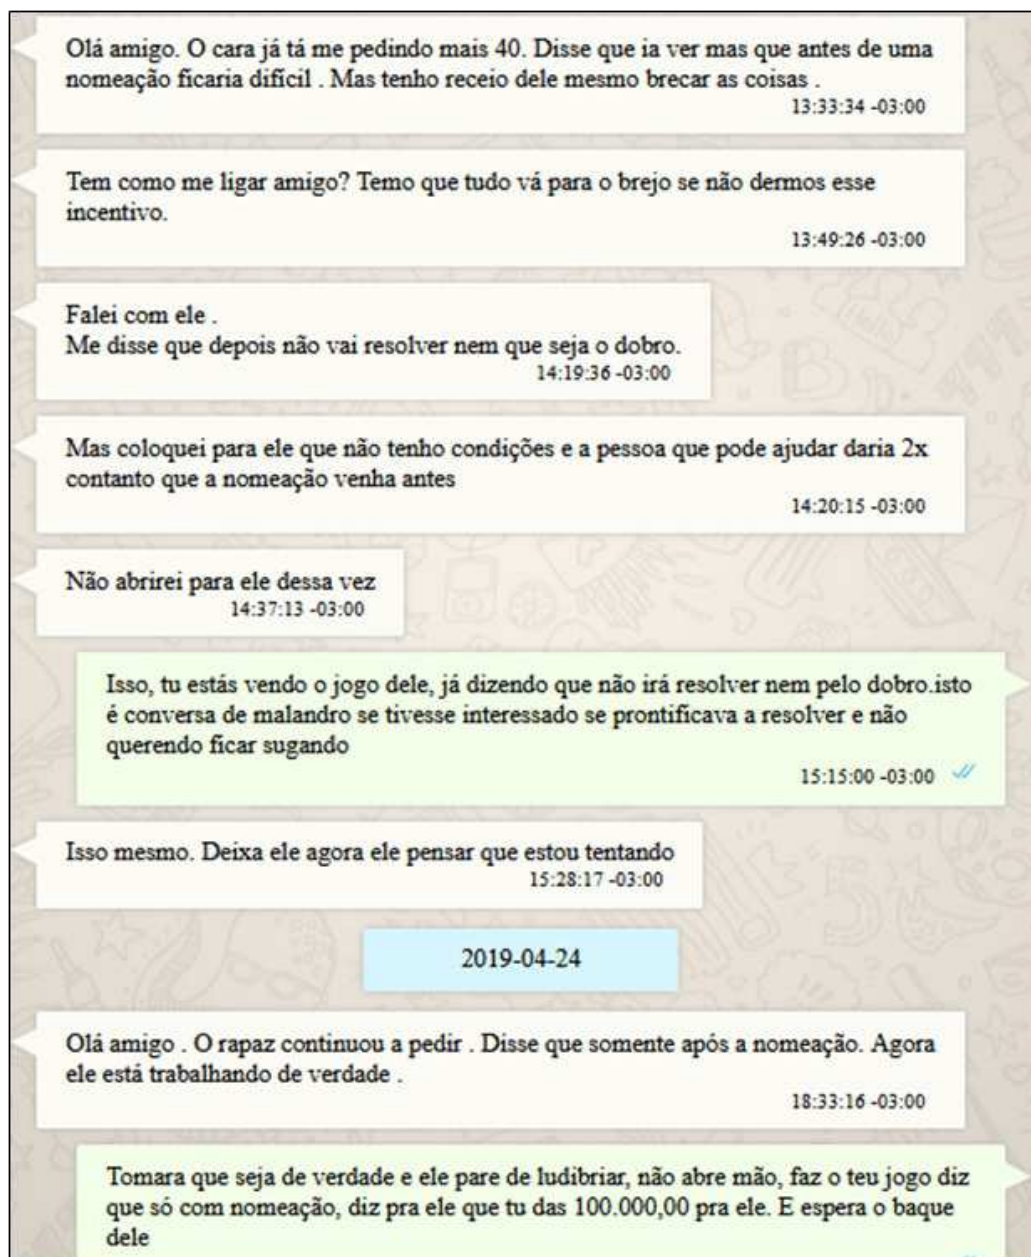 Olá amigo. O cara já tá me pedindo mais 40. Disse que ia ver mas que antes de uma
nomeação ficaria difícil . Mas tenho receio dele mesmo brecar as coisas .
13:33:34 -03:00
Tem como me ligar amigo? Temo que tudo vá para o brejo se não dermos esse
incentivo.
13:49:26 -03:00
Falei com ele .
Me disse que depois não vai resolver nem que seja o dobro.
14:19:36 -03:00
Mas coloquei para ele que não tenho condições e a pessoa que pode ajudar daria 2x
contanto que a nomeação venha antes
14:20:15 -03:00
Não abrirei para ele dessa vez
14:37:13 -03:00
Isso, tu estás vendo o jogo dele, já dizendo que não irá resolver nem pelo dobro.isto
é conversa de malandro se tivesse interessado se prontificava a resolver e não
querendo ficar sugando
15:15:00 -03:00
Isso mesmo. Deixa ele agora ele pensar que estou tentando
15:28:17 -03:00
2019-04-24
Olá amigo . O rapaz continuou a pedir . Disse que somente após a nomeação. Agora
ele está trabalhando de verdade .
18:33:16 -03:00
Tomara que seja de verdade e ele pare de ludibriar, não abre mão, faz o teu jogo diz
que só com nomeação, diz pra ele que tu das 100.000,00 pra ele. E espera o baque
dele